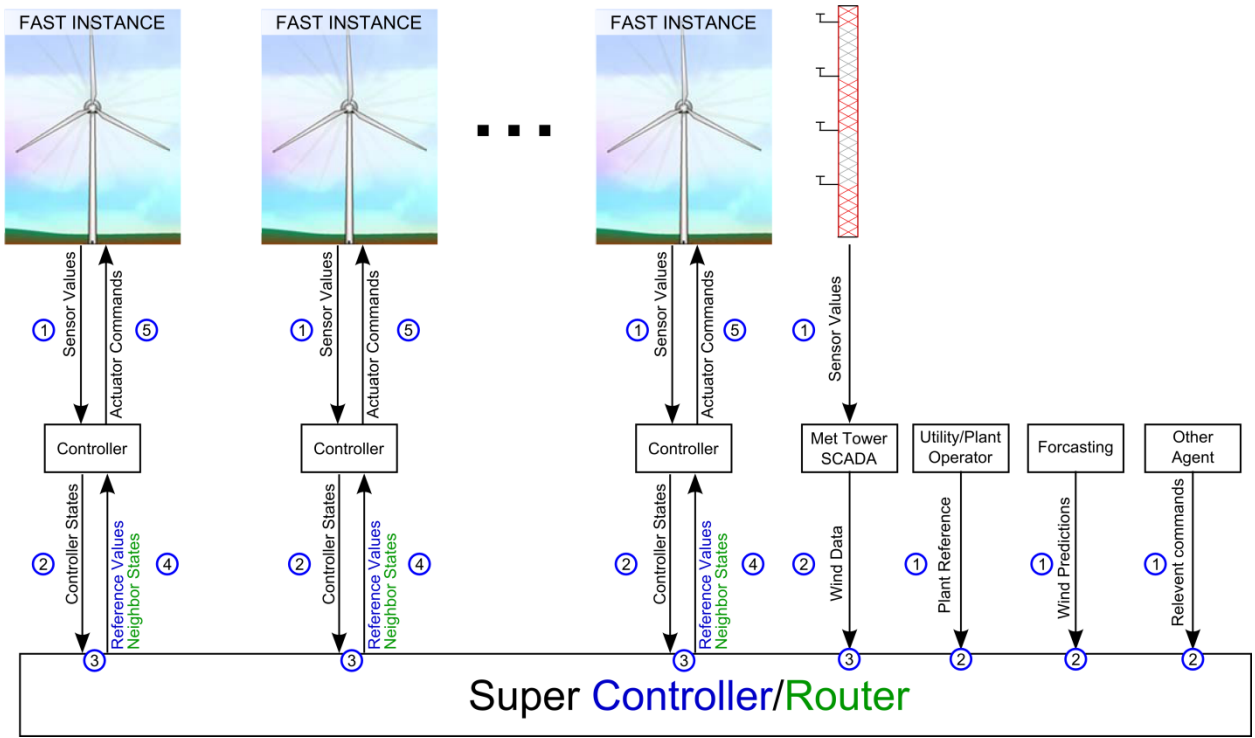 FAST INSTANCE
FAST INSTANCE
FAST INSTANCE
1
Sensor Values
Actuator Commands
5
1
Sensor Values
Actuator Commands
5
1
Sensor Values
Actuator Commands
5
1
Sensor Values
Controller
Controller
Controller
Met Tower
SCADA
Utility/Plant
Operator
Forcasting
Other
Agent
2
Controller States
Reference Values
Neighbor States
4
2
Controller States
Reference Values
Neighbor States
4
2
Controller States
Reference Values
Neighbor States
4
2
Wind Data
1
Plant Reference
1
Wind Predictions
1
Relevent commands
3
3
3
3
2
2
2
Super Controller/Router